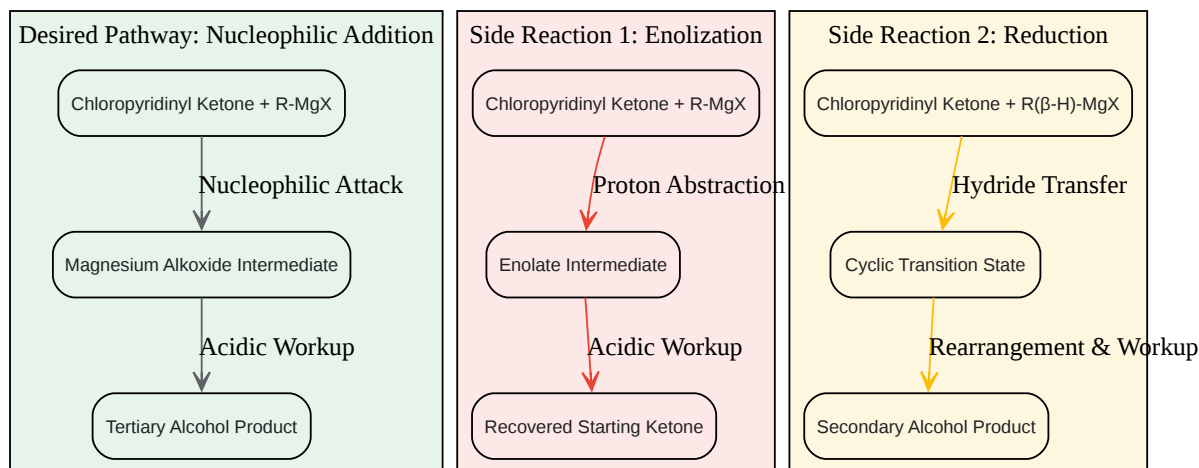 Desired Pathway: Nucleophilic Addition
Chloropyridinyl Ketone + R-MgX
Nucleophilic Attack
Magnesium Alkoxide Intermediate
Acidic Workup
Tertiary Alcohol Product
Side Reaction 1: Enolization
Chloropyridinyl Ketone + R-MgX
Proton Abstraction
Enolate Intermediate
Acidic Workup
Recovered Starting Ketone
Side Reaction 2: Reduction
Chloropyridinyl Ketone + R(β-H)-MgX
Hydride Transfer
Cyclic Transition State
Rearrangement & Workup
Secondary Alcohol Product